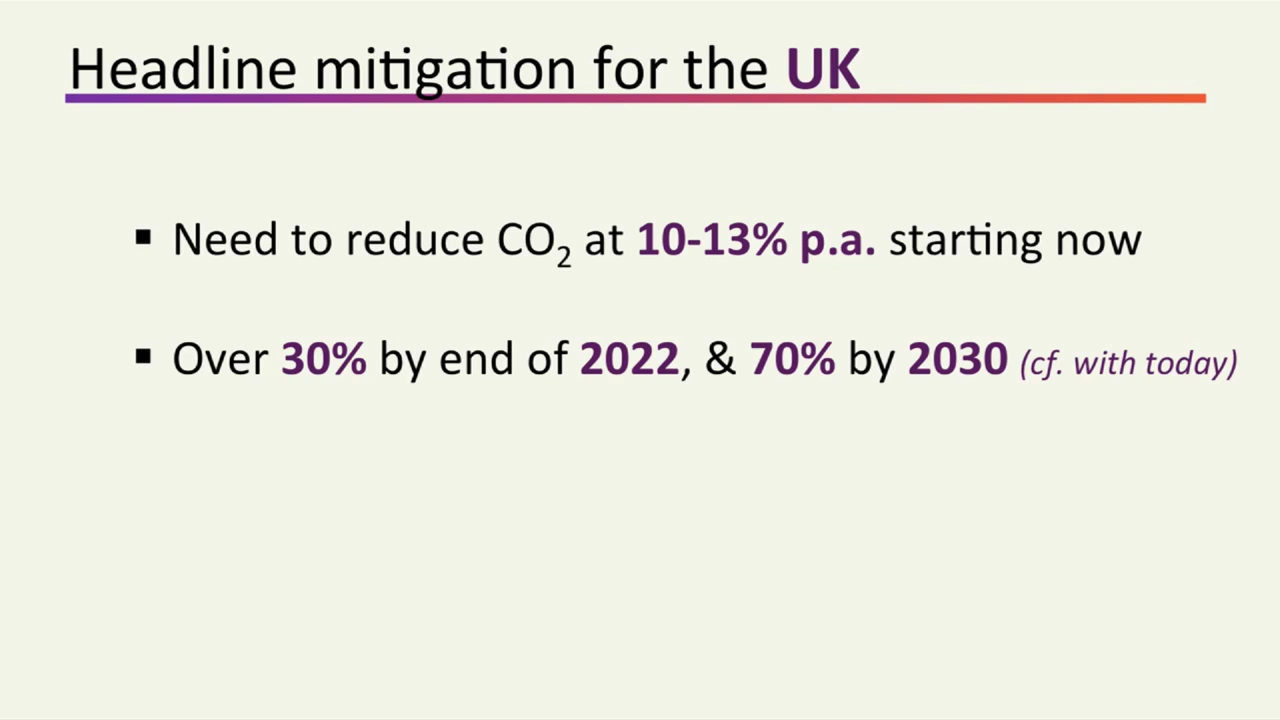 Headline mitigation for the UK
▪ Need to reduce CO₂ at 10-13% p.a. starting now
▪ Over 30% by end of 2022, & 70% by 2030 (cf. with today)